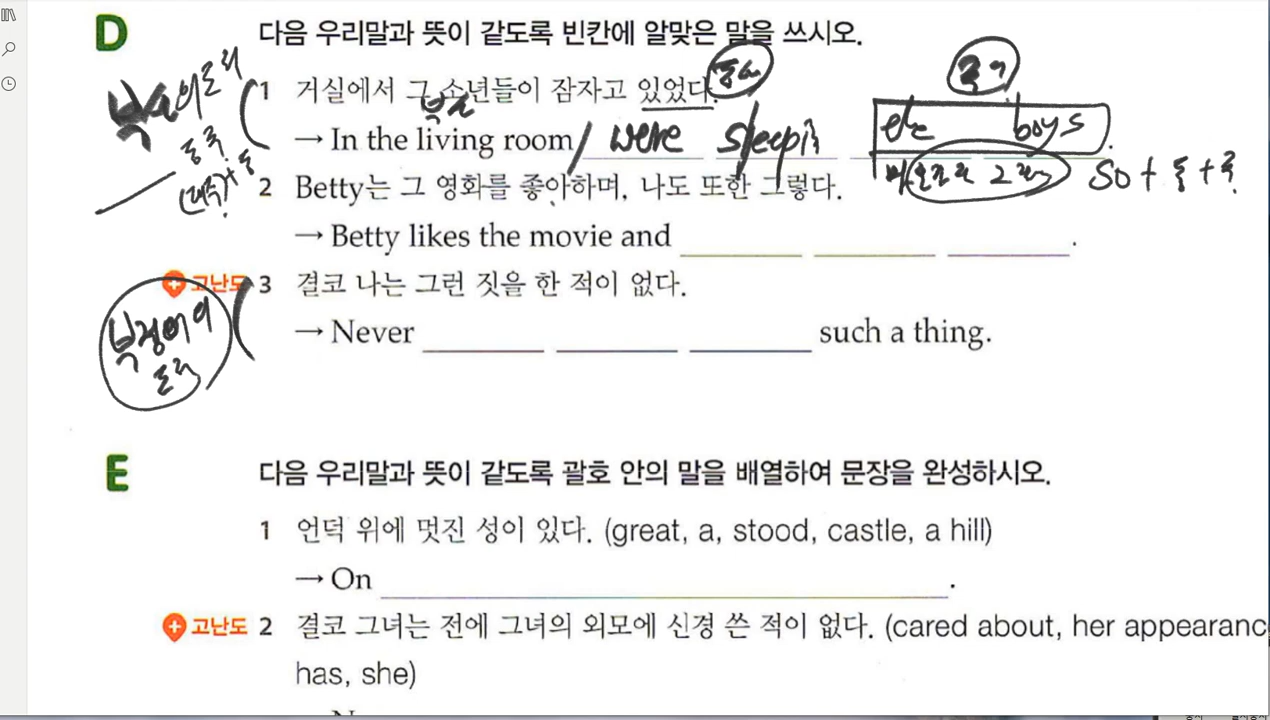 D 다음 우리말과 뜻이 같도록 빈칸에 알맞은 말을 쓰시오.
1 거실에서 그 소년들이 잠자고 있었다.
→ In the living room were boys
2 Betty는 그 영화를 좋아하며, 나도 또한 그렇다.
So +
→ Betty likes the movie and .
고난도 3 결코 나는 그런 짓을 한 적이 없다.
부정어
→ Never such a thing.
E 다음 우리말과 뜻이 같도록 괄호 안의 말을 배열하여 문장을 완성하시오.
1 언덕 위에 멋진 성이 있다. (great, a, stood, castle, a hill)
→ On .
고난도 2 결코 그녀는 전에 그녀의 외모에 신경 쓴 적이 없다. (cared about, her appearanc
has, she)